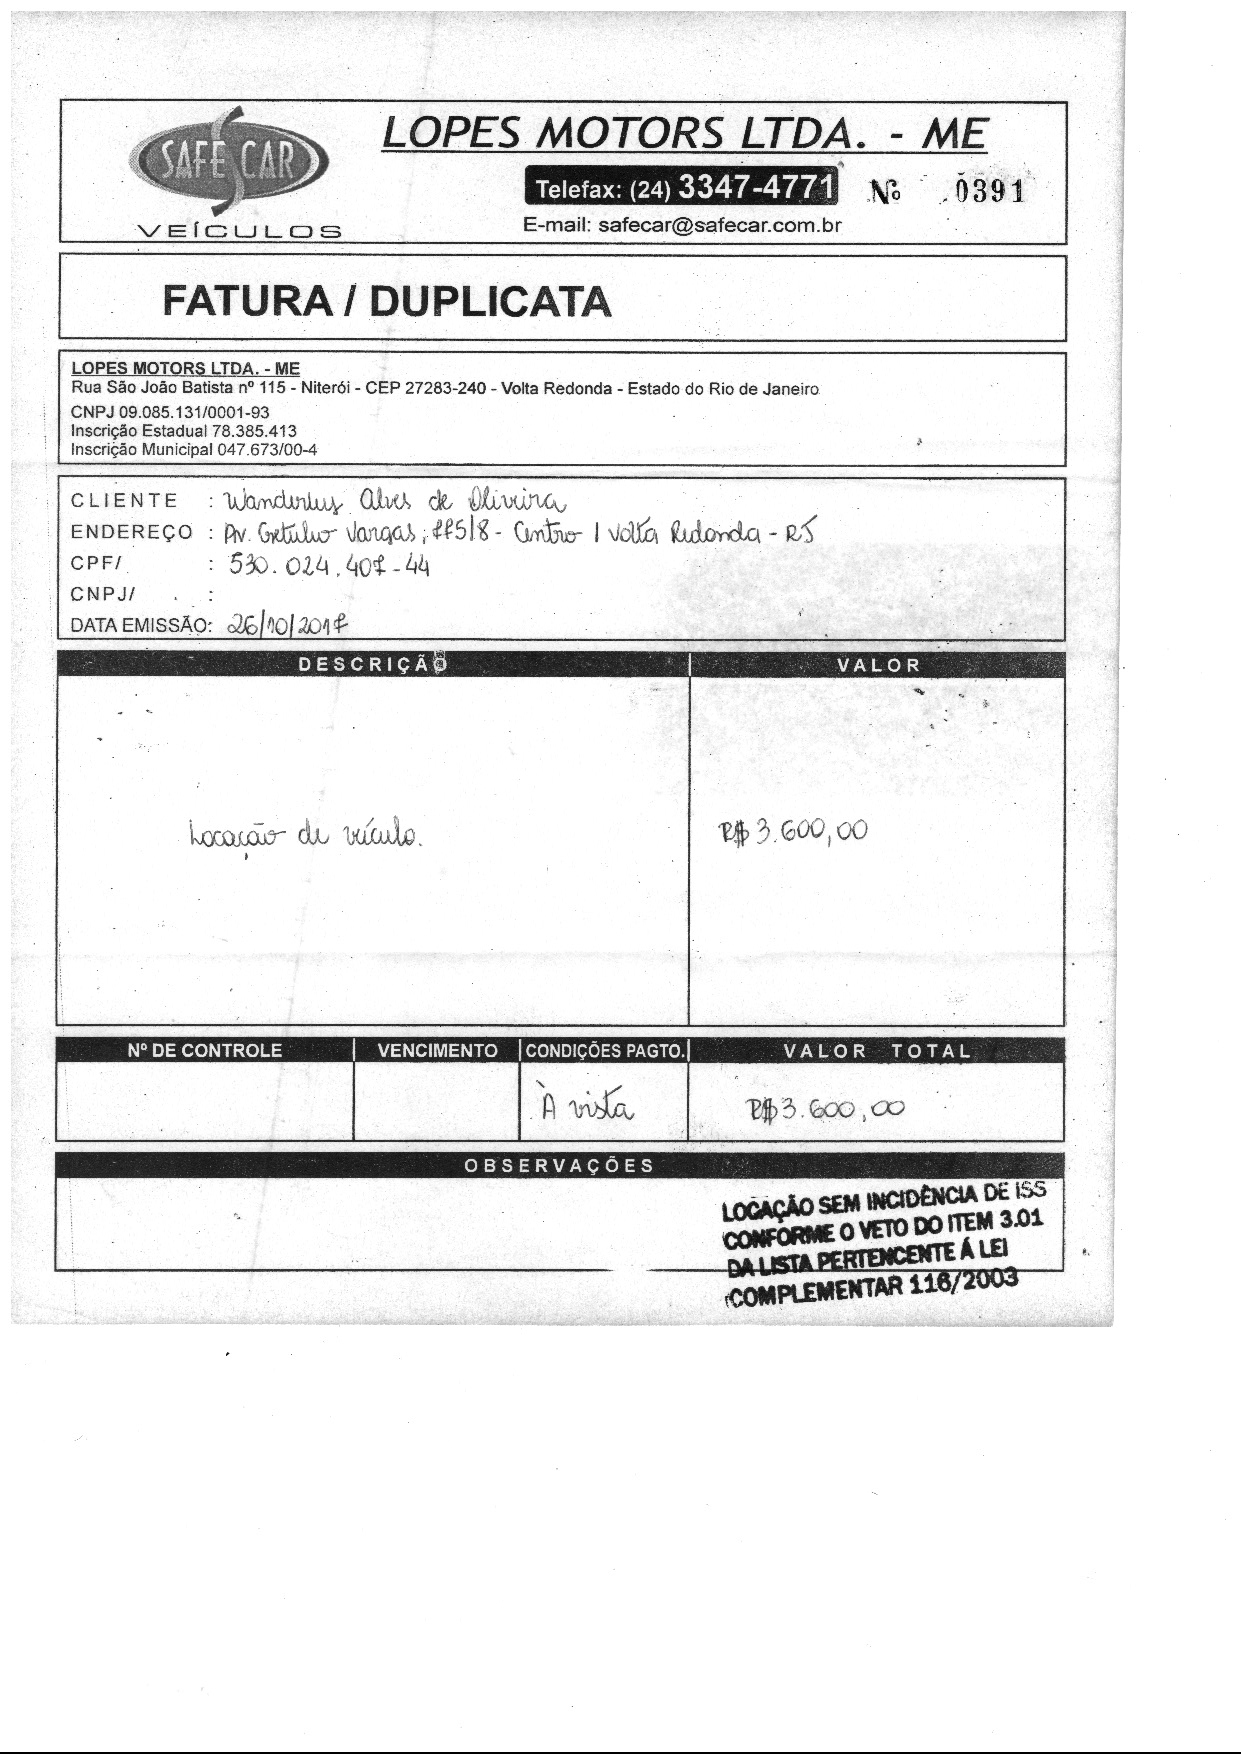 SAFE CAR
VEÍCULOS
LOPES MOTORS LTDA. - ME
Telefax: (24) 3347-4771 Nº 0391
E-mail: safecar@safecar.com.br
FATURA / DUPLICATA
LOPES MOTORS LTDA. - ME
Rua São João Batista nº 115 - Niterói - CEP 27283-240 - Volta Redonda - Estado do Rio de Janeiro
CNPJ 09.085.131/0001-93
Inscrição Estadual 78.385.413
Inscrição Municipal 047.673/00-4
CLIENTE : Wanderley Alves de Oliveira
ENDEREÇO : Av. Getulho Vargas, 775/8 - Centro / Volta Redonda - RJ
CPF/ : 530.024.407-44
CNPJ/ :
DATA EMISSÃO: 26/10/2017
DESCRIÇÃO VALOR
Locação de veículo. R$ 3.600,00
Nº DE CONTROLE VENCIMENTO CONDIÇÕES PAGTO. VALOR TOTAL
À vista R$ 3.600,00
OBSERVAÇÕES
LOCAÇÃO SEM INCIDÊNCIA DE ISS
CONFORME O VETO DO ITEM 3.01
DA LISTA PERTENCENTE Á LEI
COMPLEMENTAR 116/2003